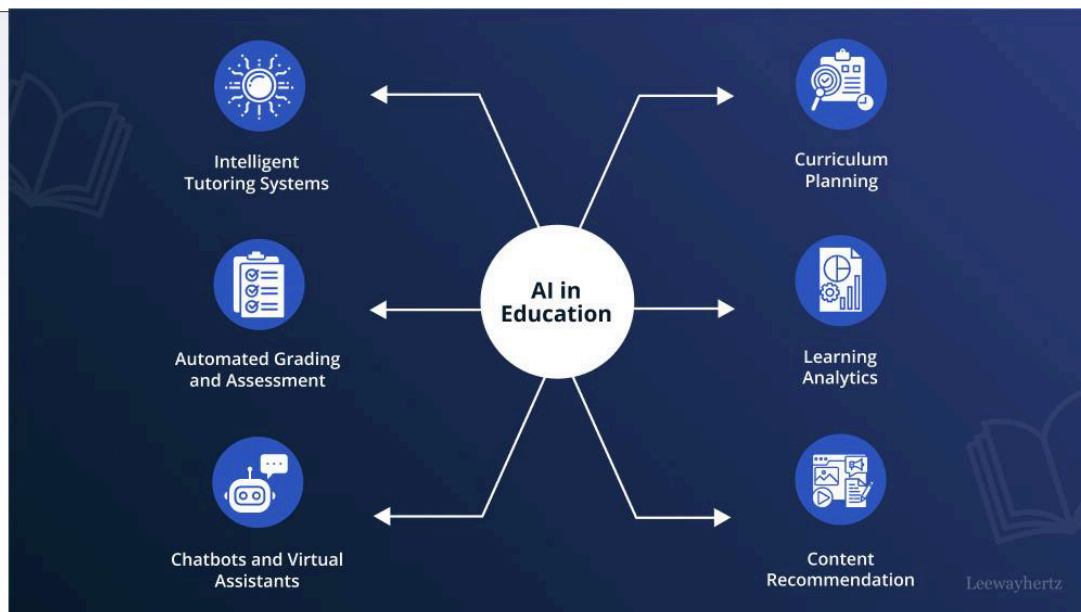 Intelligent
Tutoring Systems
Curriculum
Planning
AI in
Education
Automated Grading
and Assessment
Learning
Analytics
Chatbots and Virtual
Assistants
Content
Recommendation
Leewayhertz